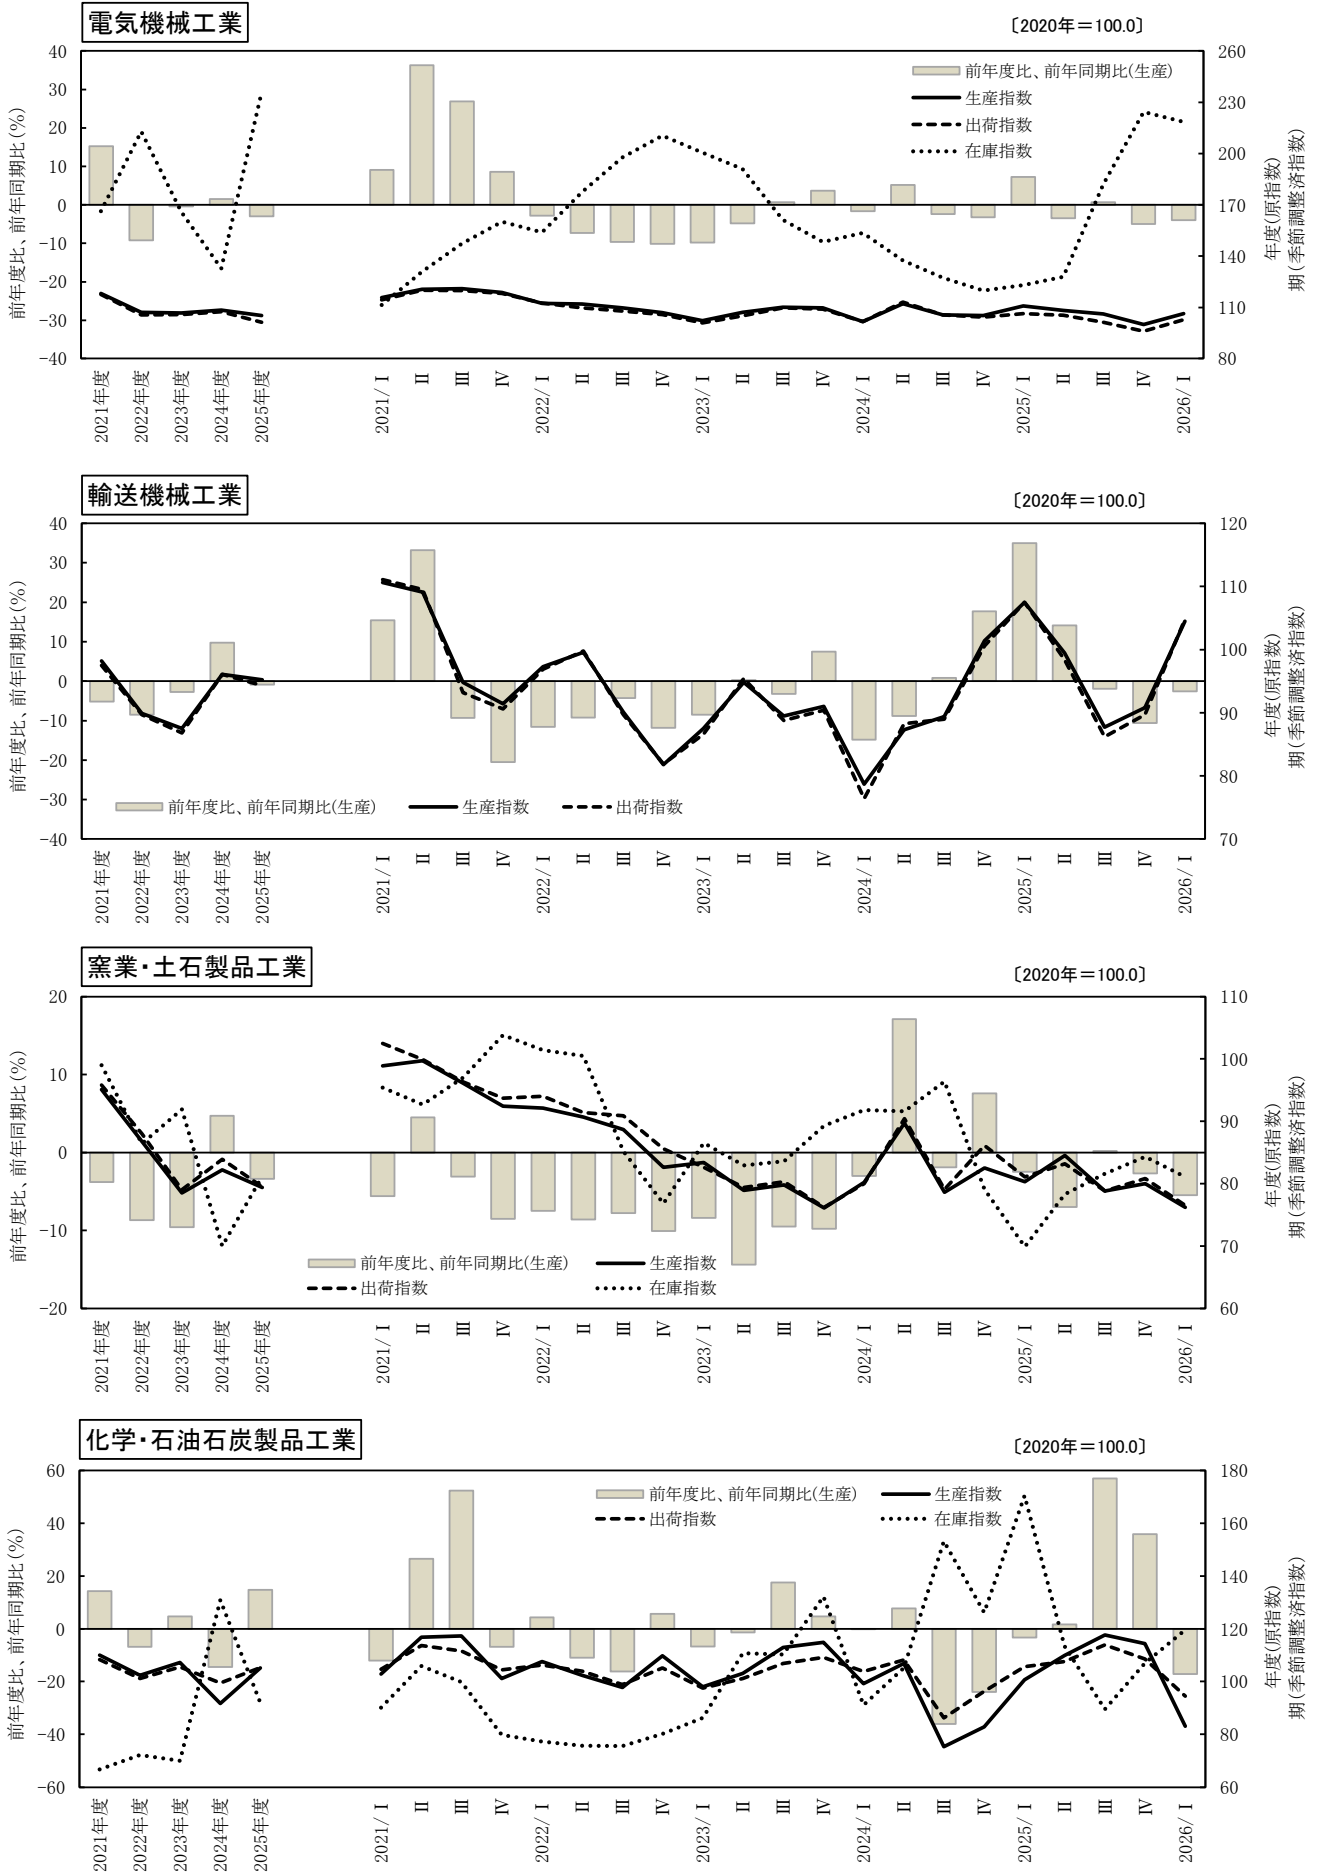 電気機械工業
〔2020年＝100.0〕
前年度比、前年同期比(%)
40
30
20
10
0
−10
−20
−30
−40
260
230
200
170
140
110
80
年度(原指数)
期(季節調整済指数)
前年度比、前年同期比(生産)
生産指数
出荷指数
在庫指数
2021年度 2022年度 2023年度 2024年度 2025年度 2021/Ⅰ Ⅱ Ⅲ Ⅳ 2022/Ⅰ Ⅱ Ⅲ Ⅳ 2023/Ⅰ Ⅱ Ⅲ Ⅳ 2024/Ⅰ Ⅱ Ⅲ Ⅳ 2025/Ⅰ Ⅱ Ⅲ Ⅳ 2026/Ⅰ
輸送機械工業
〔2020年＝100.0〕
前年度比、前年同期比(%)
40
30
20
10
0
−10
−20
−30
−40
120
110
100
90
80
70
年度(原指数)
期(季節調整済指数)
前年度比、前年同期比(生産) 生産指数 出荷指数
2021年度 2022年度 2023年度 2024年度 2025年度 2021/Ⅰ Ⅱ Ⅲ Ⅳ 2022/Ⅰ Ⅱ Ⅲ Ⅳ 2023/Ⅰ Ⅱ Ⅲ Ⅳ 2024/Ⅰ Ⅱ Ⅲ Ⅳ 2025/Ⅰ Ⅱ Ⅲ Ⅳ 2026/Ⅰ
窯業・土石製品工業
〔2020年＝100.0〕
前年度比、前年同期比(%)
20
10
0
−10
−20
110
100
90
80
70
60
年度(原指数)
期(季節調整済指数)
前年度比、前年同期比(生産) 生産指数
出荷指数 在庫指数
2021年度 2022年度 2023年度 2024年度 2025年度 2021/Ⅰ Ⅱ Ⅲ Ⅳ 2022/Ⅰ Ⅱ Ⅲ Ⅳ 2023/Ⅰ Ⅱ Ⅲ Ⅳ 2024/Ⅰ Ⅱ Ⅲ Ⅳ 2025/Ⅰ Ⅱ Ⅲ Ⅳ 2026/Ⅰ
化学・石油石炭製品工業
〔2020年＝100.0〕
前年度比、前年同期比(%)
60
40
20
0
−20
−40
−60
180
160
140
120
100
80
60
年度(原指数)
期(季節調整済指数)
前年度比、前年同期比(生産) 生産指数
出荷指数 在庫指数
2021年度 2022年度 2023年度 2024年度 2025年度 2021/Ⅰ Ⅱ Ⅲ Ⅳ 2022/Ⅰ Ⅱ Ⅲ Ⅳ 2023/Ⅰ Ⅱ Ⅲ Ⅳ 2024/Ⅰ Ⅱ Ⅲ Ⅳ 2025/Ⅰ Ⅱ Ⅲ Ⅳ 2026/Ⅰ